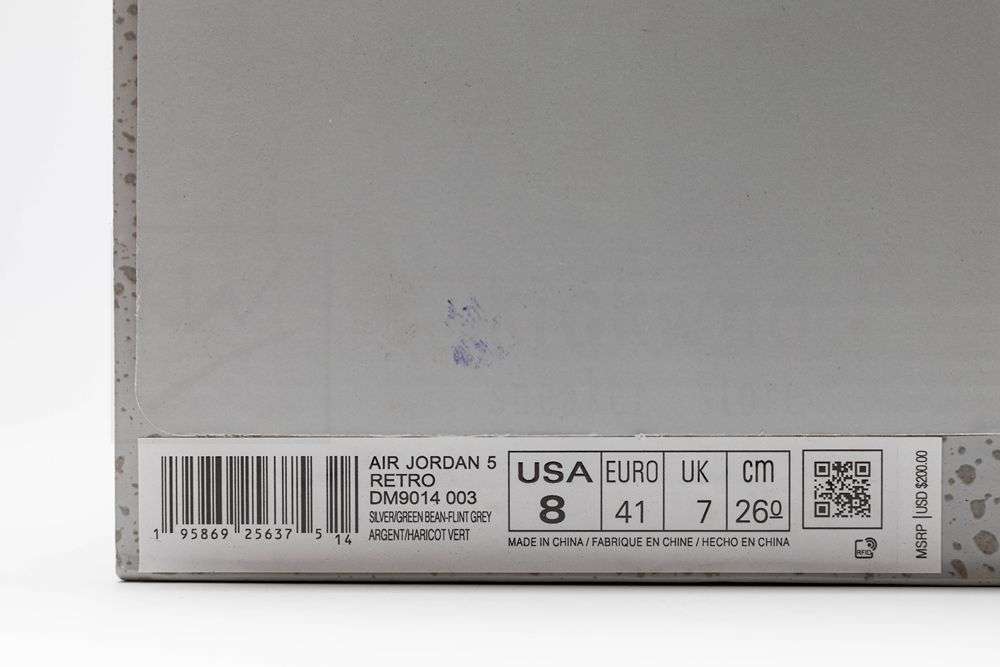 AIR JORDAN 5
RETRO
DM9014 003
SILVER/GREEN BEAN-FLINT GREY
ARGENT/HARICOT VERT
1 95869 25637 5 14
USA EURO UK cm
8 41 7 26º
MADE IN CHINA / FABRIQUE EN CHINE / HECHO EN CHINA
RFID
MSRP | USD $200.00